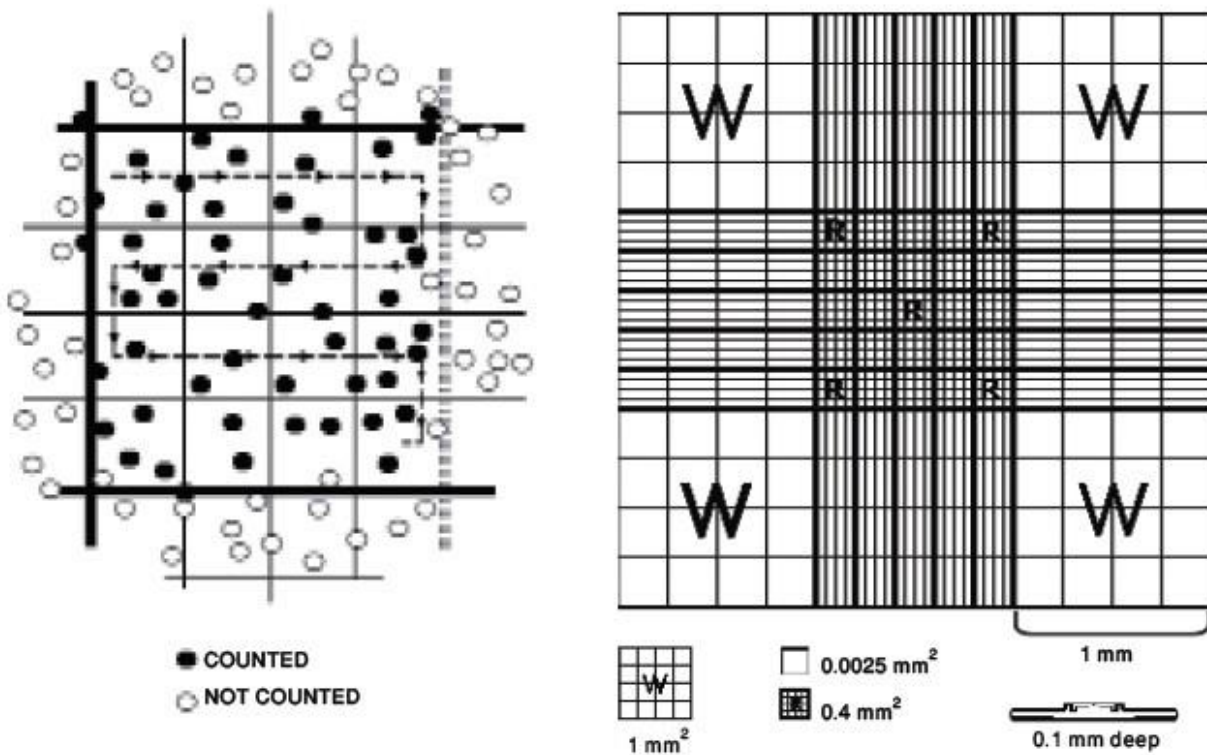 COUNTED
NOT COUNTED
W W
R R
R
R R
W W
1 mm
W
1 mm²
0.0025 mm²
R
0.4 mm²
0.1 mm deep